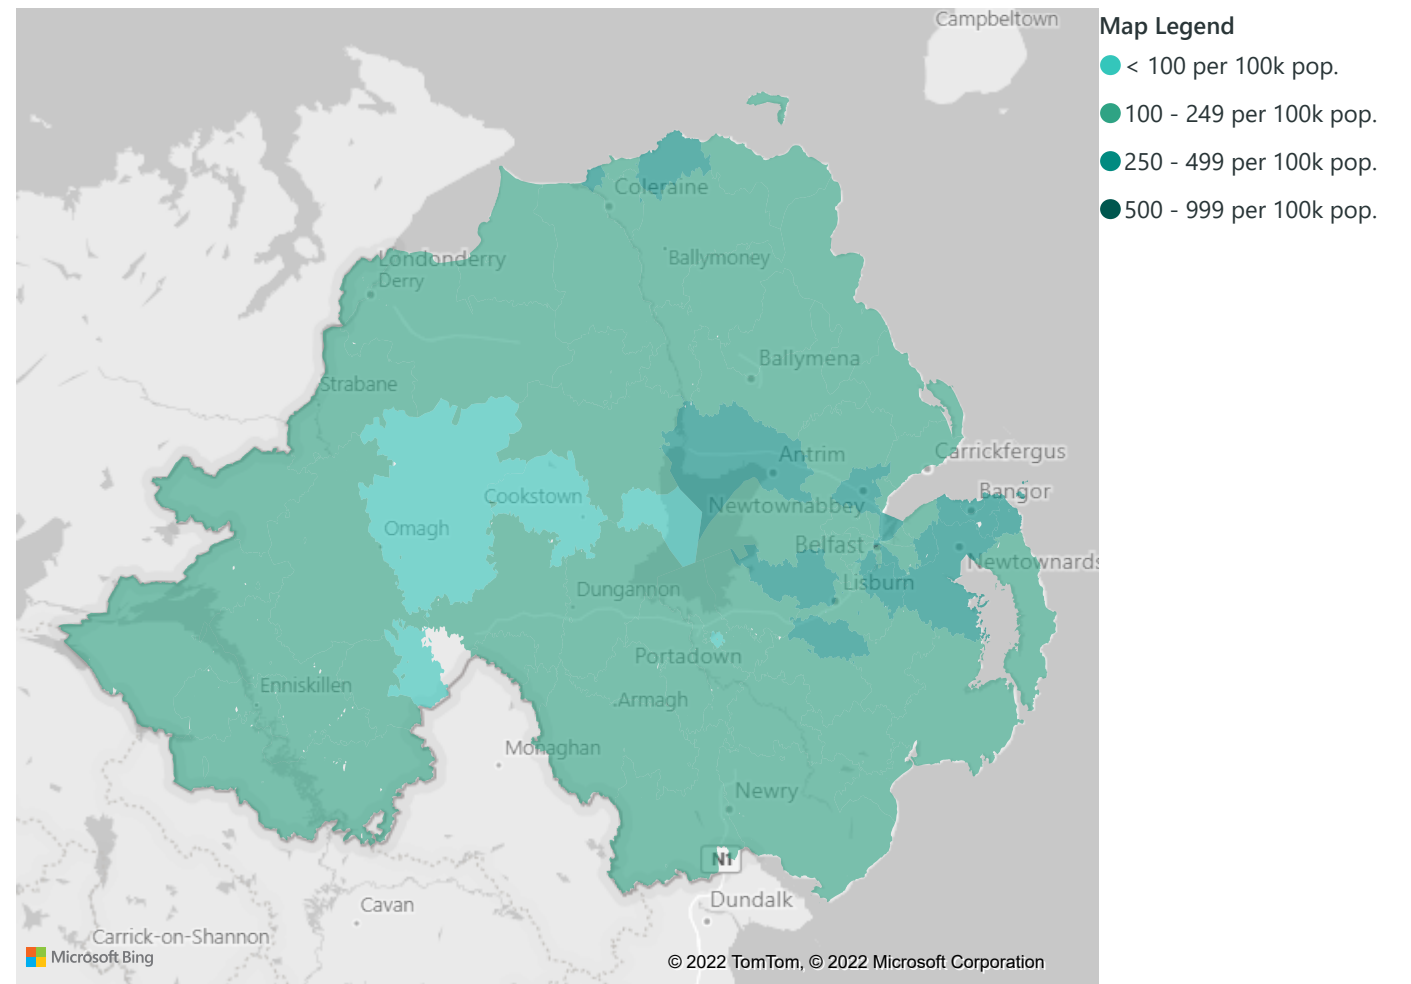 Campbeltown
Map Legend
< 100 per 100k pop.
100 - 249 per 100k pop.
250 - 499 per 100k pop.
500 - 999 per 100k pop.
Coleraine
Londonderry
Derry
Ballymoney
Ballymena
Strabane
Antrim
Carrickfergus
Cookstown
Bangor
Newtownabbey
Omagh
Belfast
Newtownards
Lisburn
Dungannon
Portadown
Enniskillen
Armagh
Monaghan
Newry
N1
Dundalk
Cavan
Carrick-on-Shannon
Microsoft Bing
© 2022 TomTom, © 2022 Microsoft Corporation